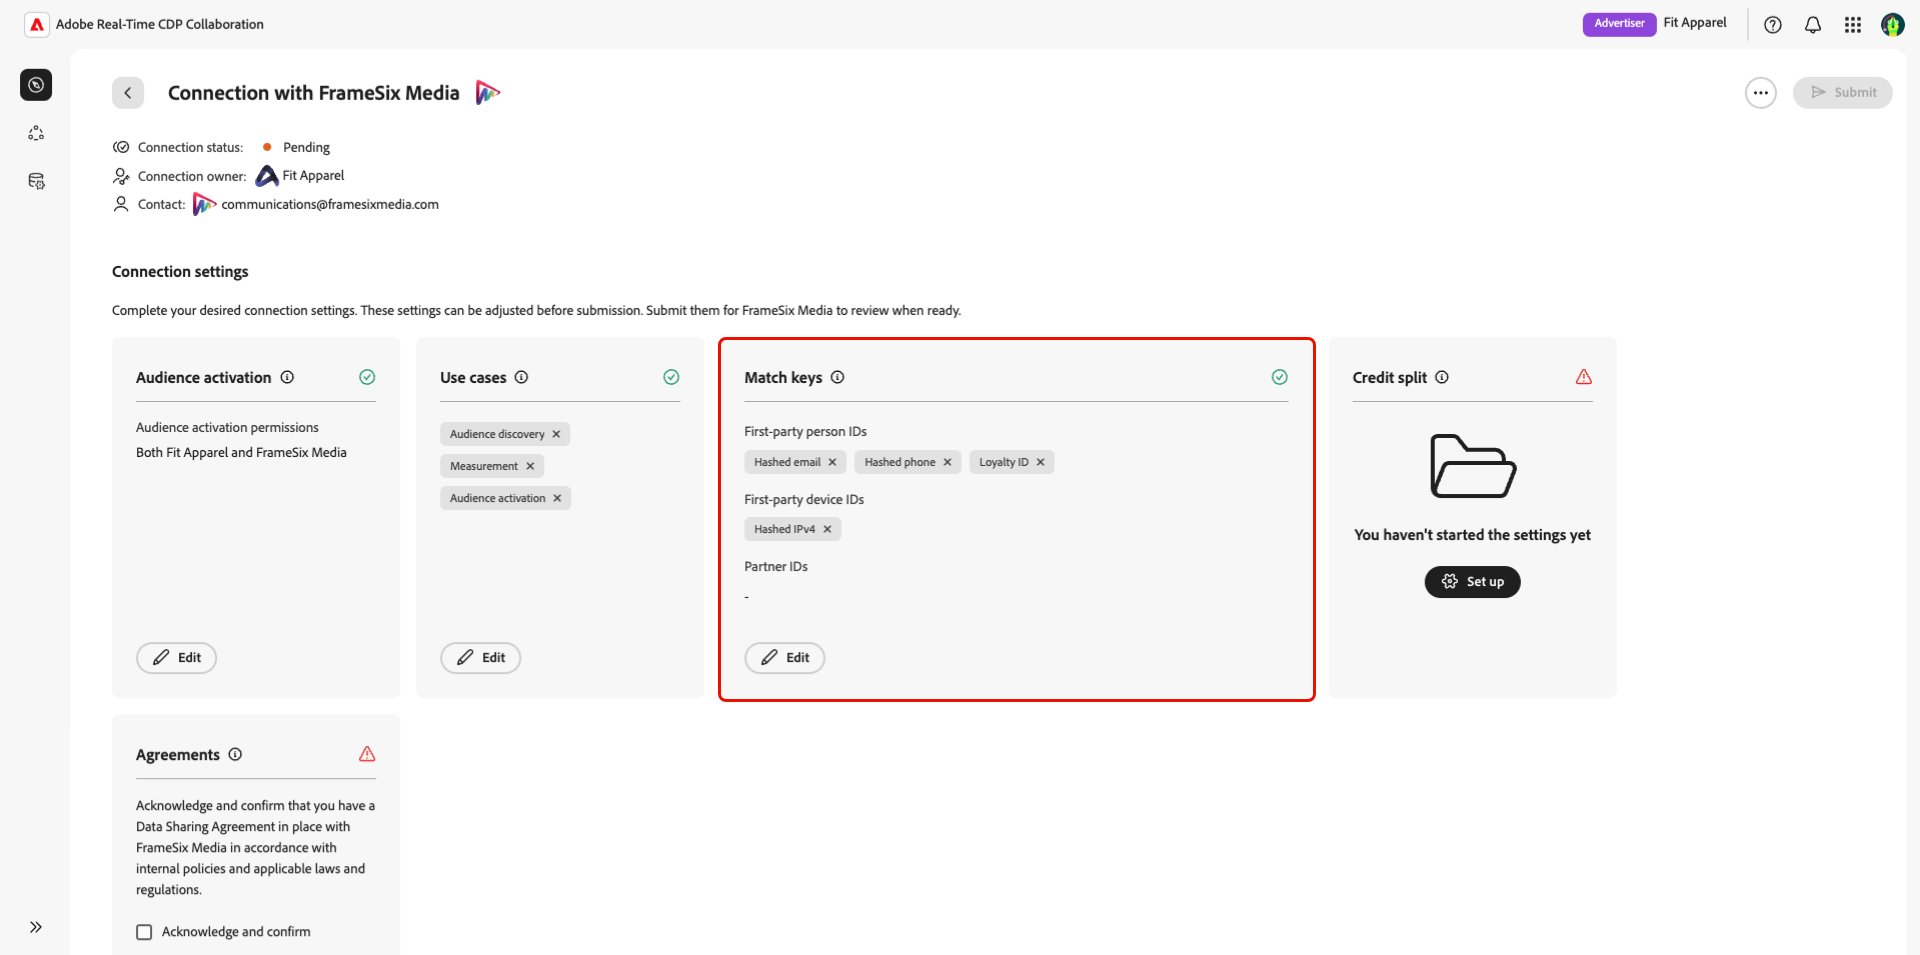 Adobe Real-Time CDP Collaboration
Advertiser
Fit Apparel
Connection with FrameSix Media
Submit
Connection status: Pending
Connection owner: Fit Apparel
Contact: communications@framesixmedia.com
Connection settings
Complete your desired connection settings. These settings can be adjusted before submission. Submit them for FrameSix Media to review when ready.
Audience activation
Audience activation permissions
Both Fit Apparel and FrameSix Media
Edit
Use cases
Audience discovery
Measurement
Audience activation
Edit
Match keys
First-party person IDs
Hashed email Hashed phone Loyalty ID
First-party device IDs
Hashed IPv4
Partner IDs
-
Edit
Credit split
You haven't started the settings yet
Set up
Agreements
Acknowledge and confirm that you have a
Data Sharing Agreement in place with
FrameSix Media in accordance with
internal policies and applicable laws and
regulations.
Acknowledge and confirm